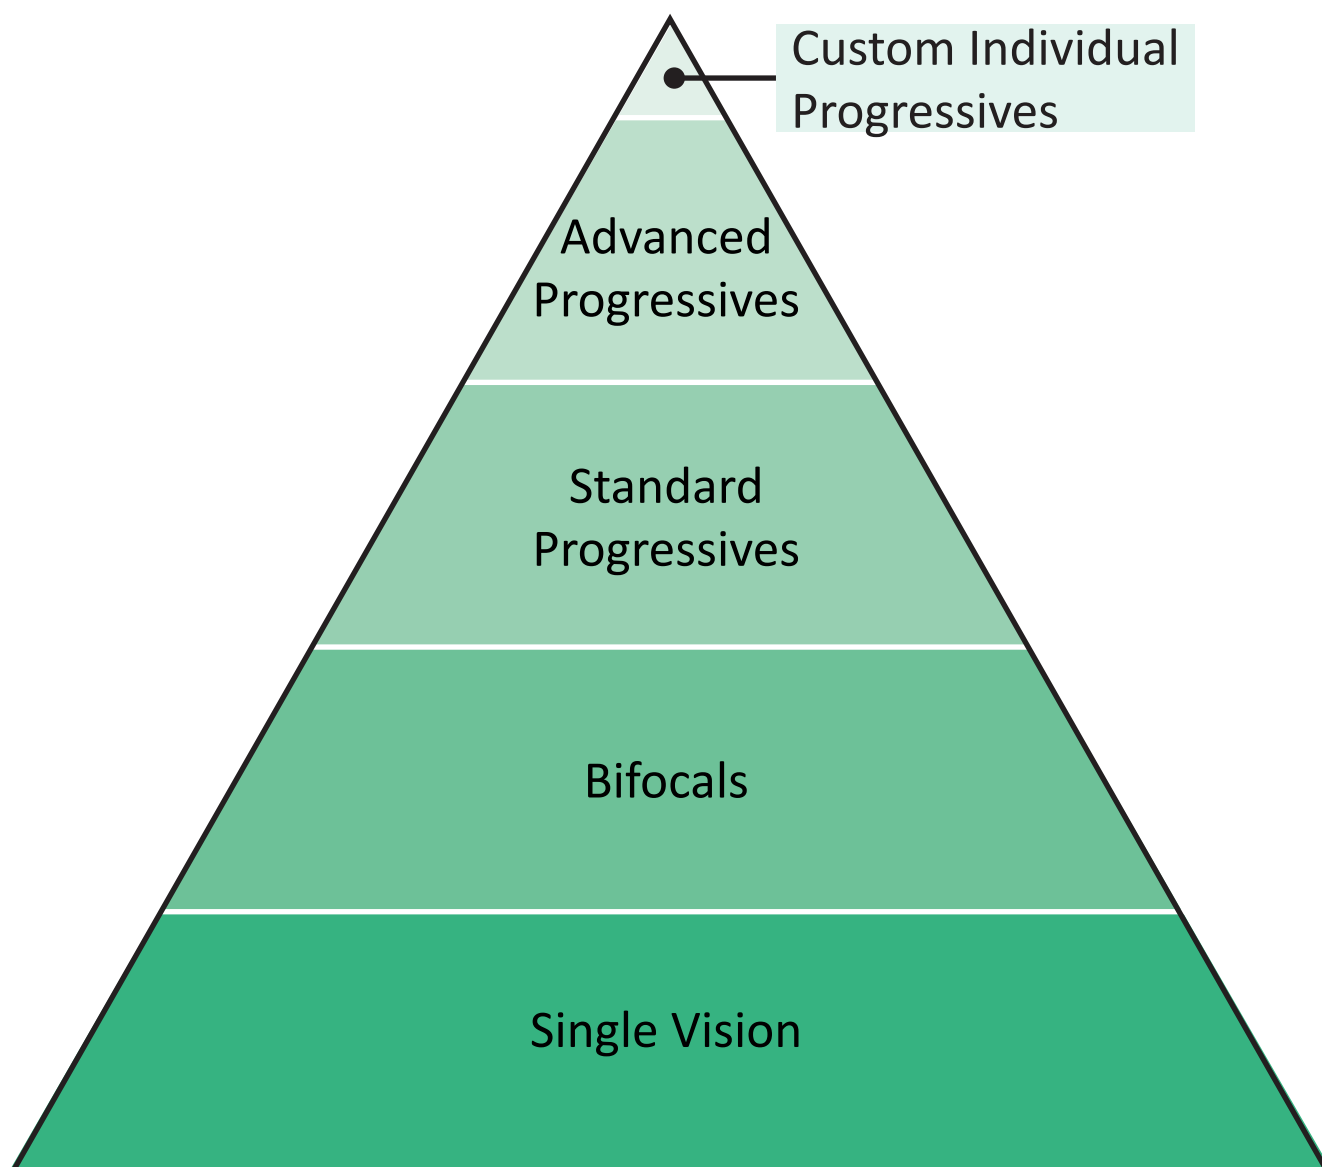 Custom Individual
Progressives
Advanced
Progressives
Standard
Progressives
Bifocals
Single Vision